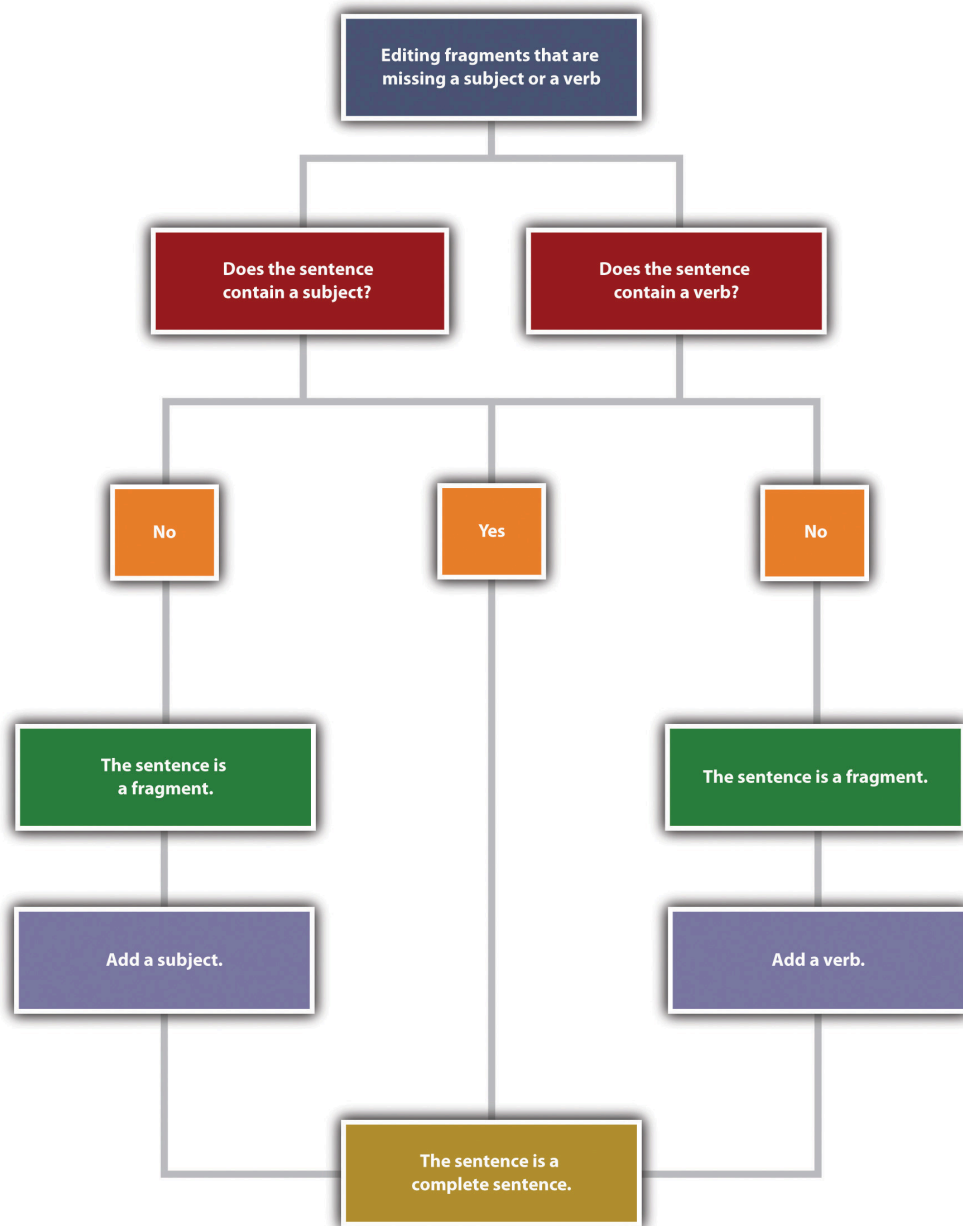 Editing fragments that are
missing a subject or a verb
Does the sentence
contain a subject?
Does the sentence
contain a verb?
No
Yes
No
The sentence is
a fragment.
The sentence is a fragment.
Add a subject.
Add a verb.
The sentence is a
complete sentence.